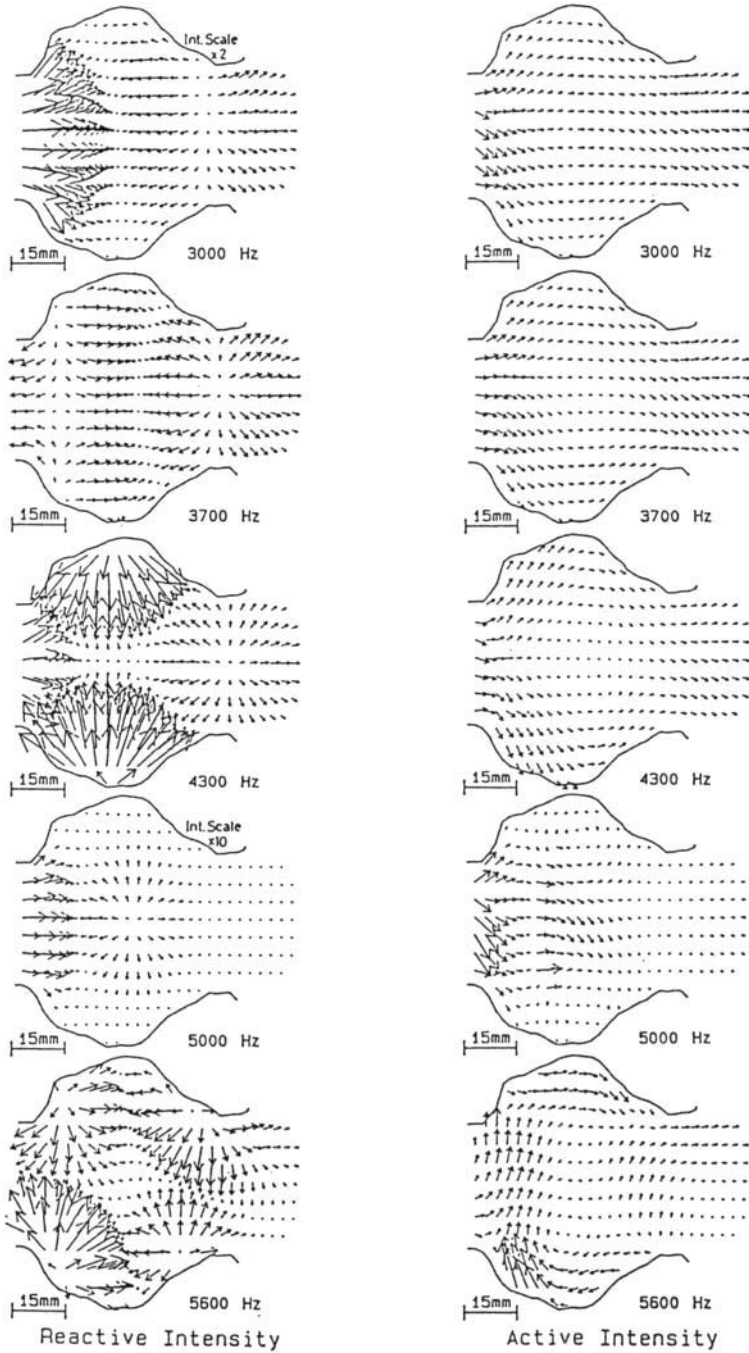 Int. Scale
x2
15mm
3000 Hz
15mm
3000 Hz
15mm
3700 Hz
15mm
3700 Hz
15mm
4300 Hz
15mm
4300 Hz
Int. Scale
x10
15mm
5000 Hz
15mm
5000 Hz
15mm
5600 Hz
15mm
5600 Hz
Reactive Intensity
Active Intensity